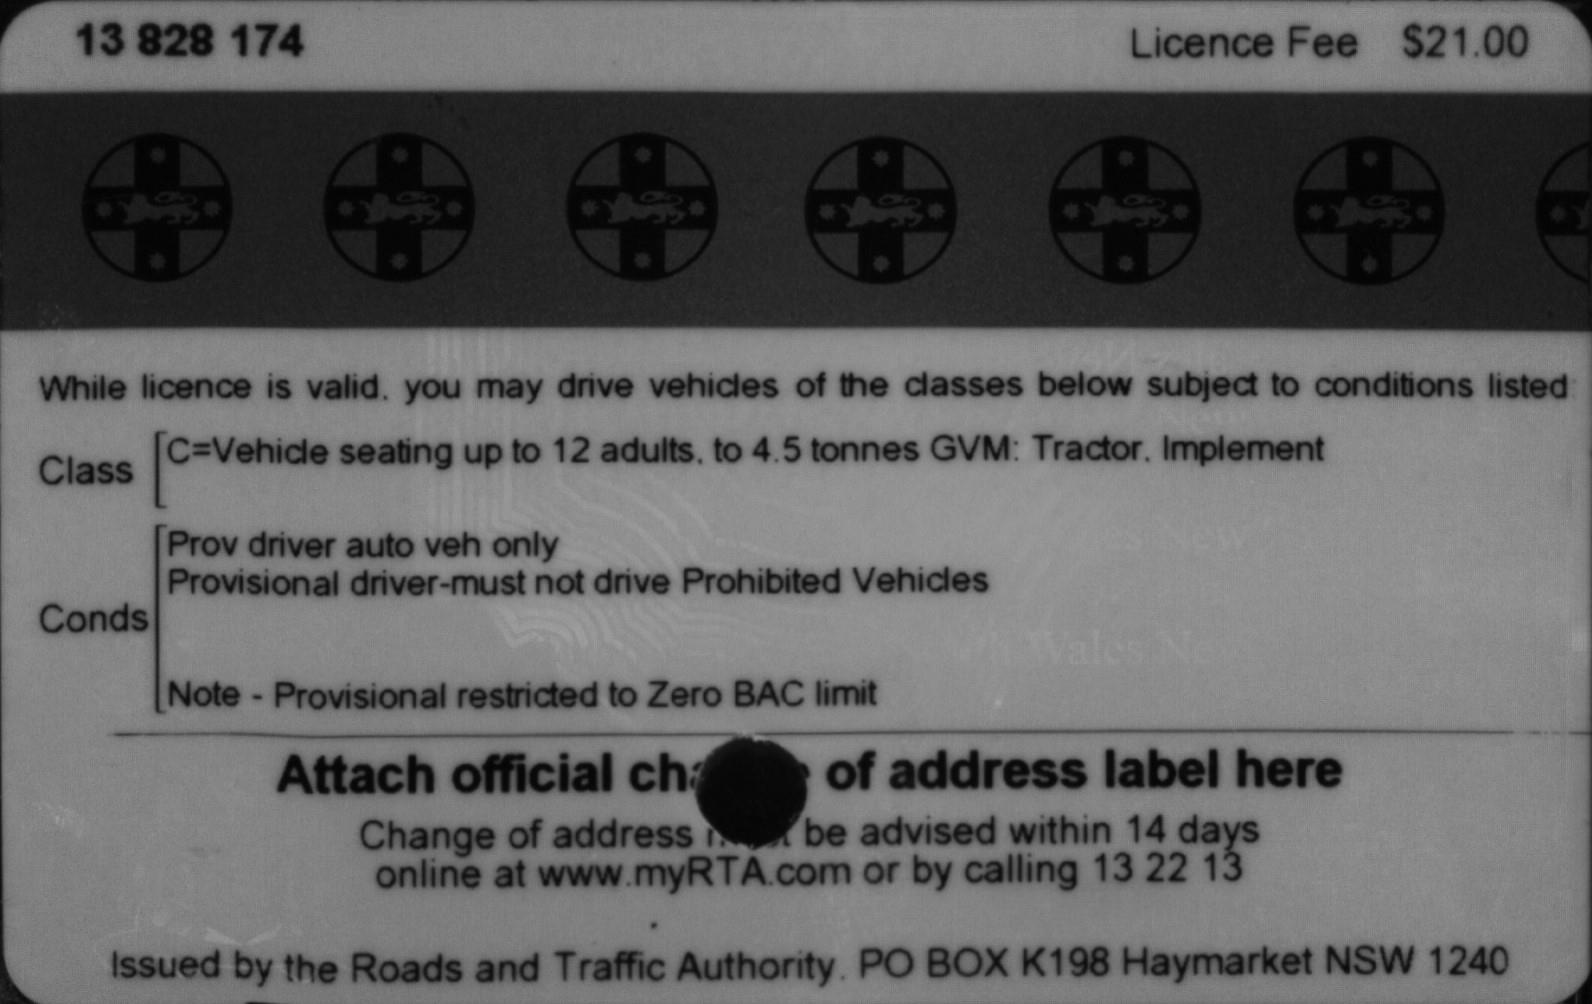 13 828 174 Licence Fee $21.00
While licence is valid, you may drive vehicles of the classes below subject to conditions listed
Class C=Vehicle seating up to 12 adults, to 4.5 tonnes GVM: Tractor, Implement
Prov driver auto veh only
Provisional driver-must not drive Prohibited Vehicles
Conds
Note - Provisional restricted to Zero BAC limit
Attach official of address label here
Change of address be advised within 14 days
online at www.myRTA.com or by calling 13 22 13
Issued by the Roads and Traffic Authority. PO BOX K198 Haymarket NSW 1240